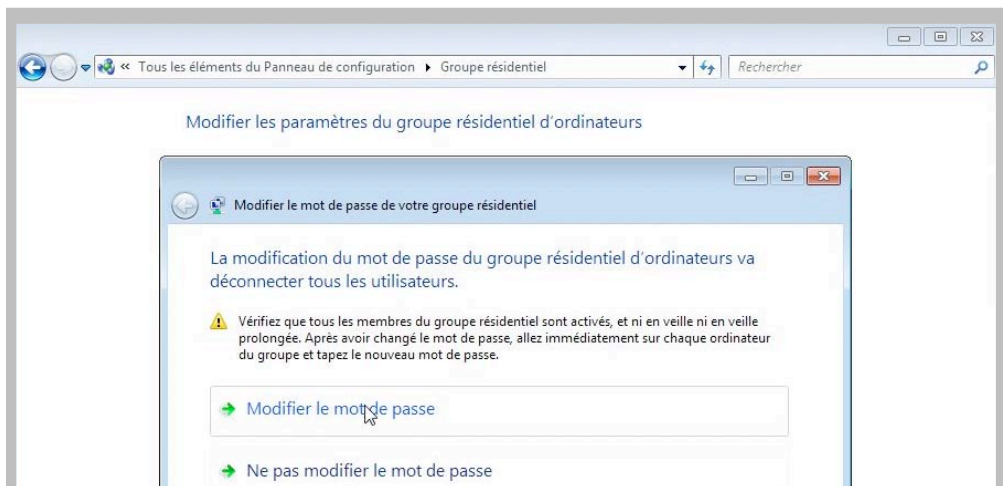 « Tous les éléments du Panneau de configuration Groupe résidentiel Rechercher
Modifier les paramètres du groupe résidentiel d'ordinateurs
Modifier le mot de passe de votre groupe résidentiel
La modification du mot de passe du groupe résidentiel d'ordinateurs va
déconnecter tous les utilisateurs.
Vérifiez que tous les membres du groupe résidentiel sont activés, et ni en veille ni en veille
prolongée. Après avoir changé le mot de passe, allez immédiatement sur chaque ordinateur
du groupe et tapez le nouveau mot de passe.
Modifier le mot de passe
Ne pas modifier le mot de passe